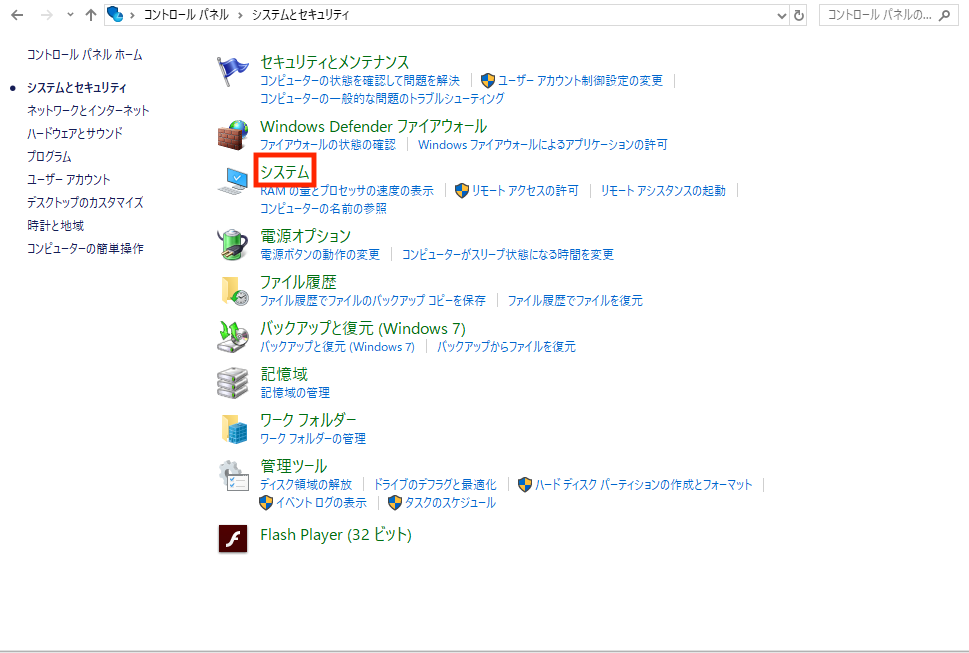 コントロール パネル › システムとセキュリティ
コントロール パネルの...
コントロール パネル ホーム
システムとセキュリティ
ネットワークとインターネット
ハードウェアとサウンド
プログラム
ユーザー アカウント
デスクトップのカスタマイズ
時計と地域
コンピューターの簡単操作
セキュリティとメンテナンス
コンピューターの状態を確認して問題を解決
ユーザー アカウント制御設定の変更
コンピューターの一般的な問題のトラブルシューティング
Windows Defender ファイアウォール
ファイアウォールの状態の確認
Windows ファイアウォールによるアプリケーションの許可
システム
RAM の量とプロセッサの速度の表示
リモート アクセスの許可
リモート アシスタンスの起動
コンピューターの名前の参照
電源オプション
電源ボタンの動作の変更
コンピューターがスリープ状態になる時間を変更
ファイル履歴
ファイル履歴でファイルのバックアップ コピーを保存
ファイル履歴でファイルを復元
バックアップと復元 (Windows 7)
バックアップと復元 (Windows 7)
バックアップからファイルを復元
記憶域
記憶域の管理
ワーク フォルダー
ワーク フォルダーの管理
管理ツール
ディスク領域の解放
ドライブのデフラグと最適化
ハード ディスク パーティションの作成とフォーマット
イベント ログの表示
タスクのスケジュール
Flash Player (32 ビット)